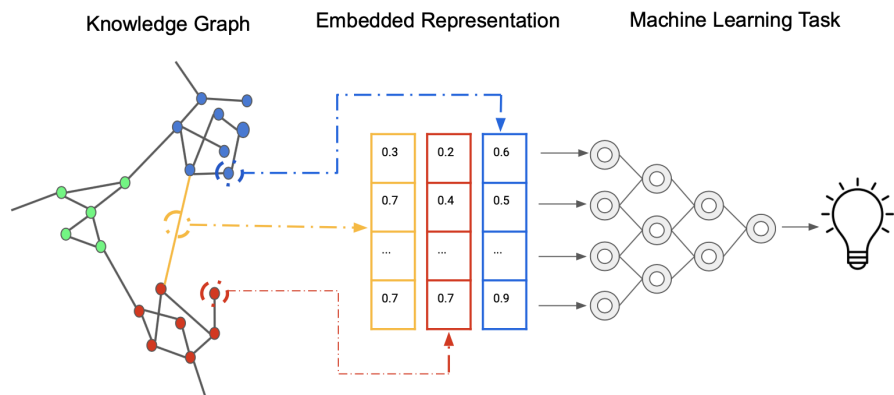 Knowledge Graph
Embedded Representation
Machine Learning Task
0.3 0.2 0.6
0.7 0.4 0.5
... ... ...
0.7 0.7 0.9